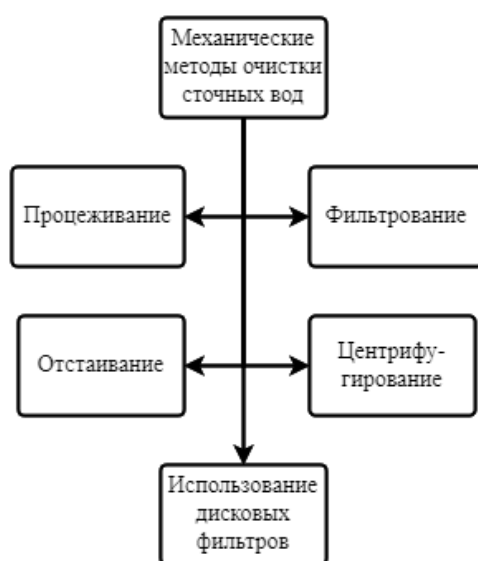 Механические
методы очистки
сточных вод
Процеживание
Фильтрование
Отстаивание
Центрифу-
гирование
Использование
дисковых
фильтров